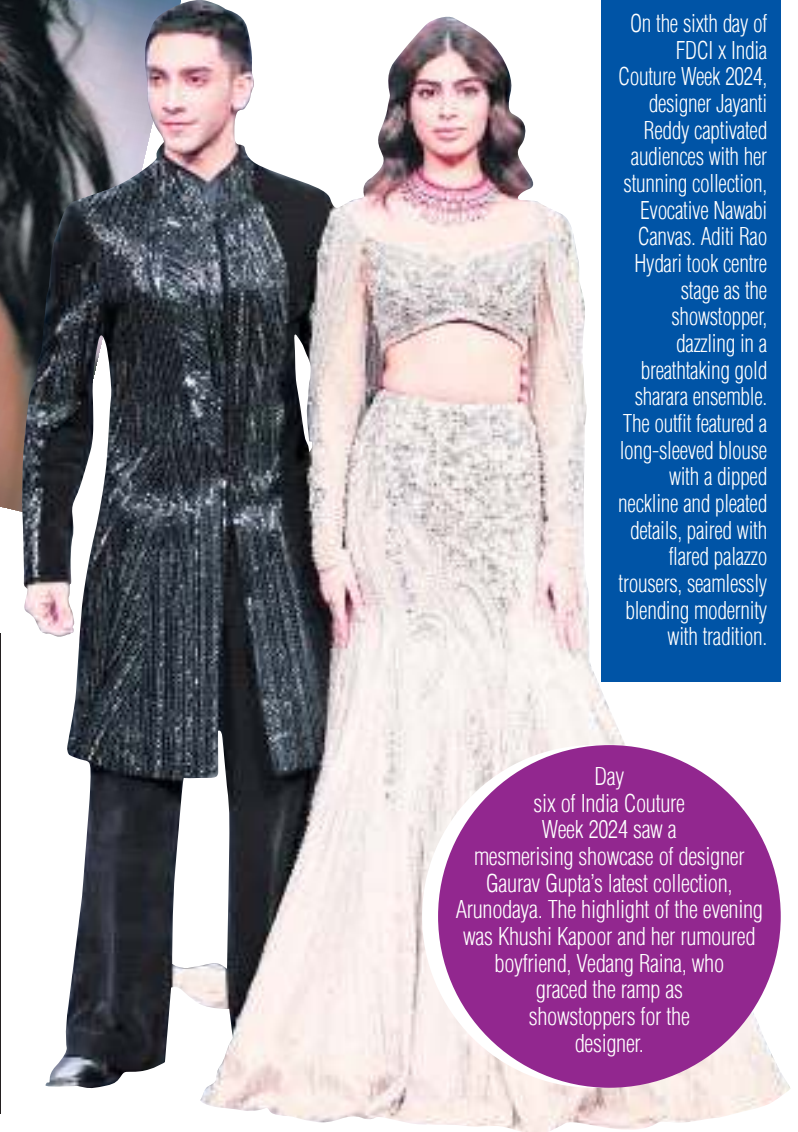 On the sixth day of
FDCI x India
Couture Week 2024,
designer Jayanti
Reddy captivated
audiences with her
stunning collection,
Evocative Nawabi
Canvas. Aditi Rao
Hydari took centre
stage as the
showstopper,
dazzling in a
breathtaking gold
sharara ensemble.
The outfit featured a
long-sleeved blouse
with a dipped
neckline and pleated
details, paired with
flared palazzo
trousers, seamlessly
blending modernity
with tradition.
Day
six of India Couture
Week 2024 saw a
mesmerising showcase of designer
Gaurav Gupta’s latest collection,
Arunodaya. The highlight of the evening
was Khushi Kapoor and her rumoured
boyfriend, Vedang Raina, who
graced the ramp as
showstoppers for the
designer.